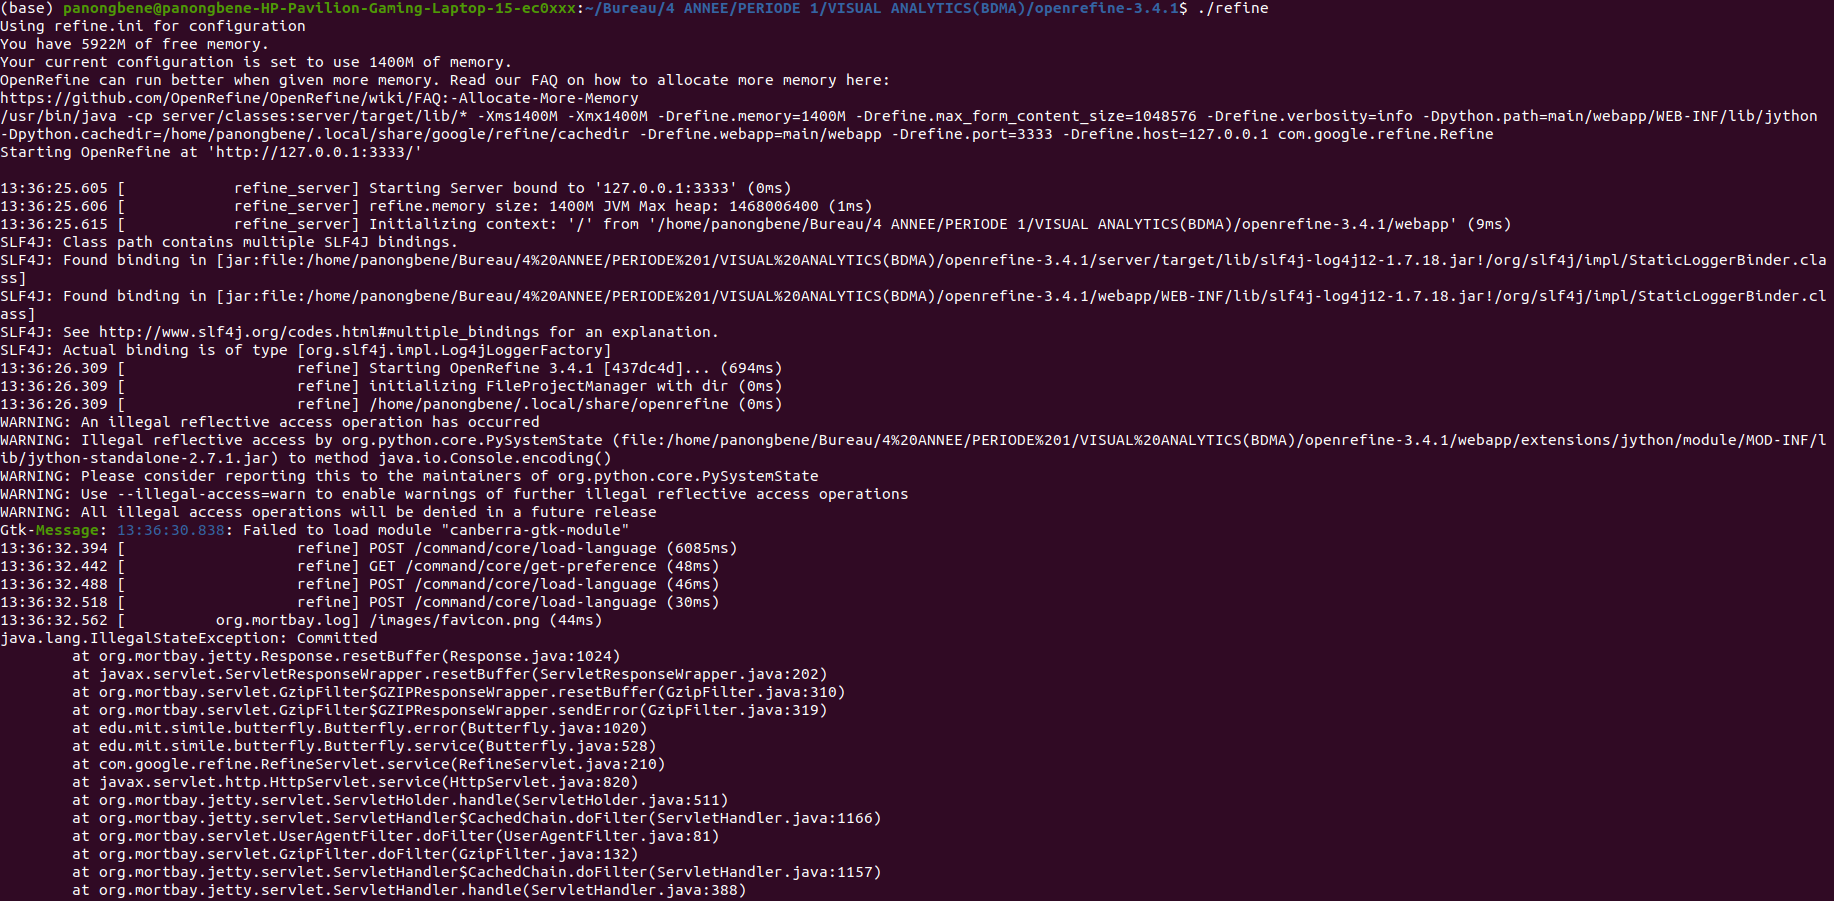 (base) panongbene@panongbene-HP-Pavilion-Gaming-Laptop-15-ec0xxx:~/Bureau/4 ANNEE/PERIODE 1/VISUAL ANALYTICS(BDMA)/openrefine-3.4.1$ ./refine
Using refine.ini for configuration
You have 5922M of free memory.
Your current configuration is set to use 1400M of memory.
OpenRefine can run better when given more memory. Read our FAQ on how to allocate more memory here:
https://github.com/OpenRefine/OpenRefine/wiki/FAQ:-Allocate-More-Memory
/usr/bin/java -cp server/classes:server/target/lib/* -Xms1400M -Xmx1400M -Drefine.memory=1400M -Drefine.max_form_content_size=1048576 -Drefine.verbosity=info -Dpython.path=main/webapp/WEB-INF/lib/jython
-Dpython.cachedir=/home/panongbene/.local/share/google/refine/cachedir -Drefine.webapp=main/webapp -Drefine.port=3333 -Drefine.host=127.0.0.1 com.google.refine.Refine
Starting OpenRefine at 'http://127.0.0.1:3333/'
13:36:25.605 [            refine_server] Starting Server bound to '127.0.0.1:3333' (0ms)
13:36:25.606 [            refine_server] refine.memory size: 1400M JVM Max heap: 1468006400 (1ms)
13:36:25.615 [            refine_server] Initializing context: '/' from '/home/panongbene/Bureau/4 ANNEE/PERIODE 1/VISUAL ANALYTICS(BDMA)/openrefine-3.4.1/webapp' (9ms)
SLF4J: Class path contains multiple SLF4J bindings.
SLF4J: Found binding in [jar:file:/home/panongbene/Bureau/4%20ANNEE/PERIODE%201/VISUAL%20ANALYTICS(BDMA)/openrefine-3.4.1/server/target/lib/slf4j-log4j12-1.7.18.jar!/org/slf4j/impl/StaticLoggerBinder.cla
ss]
SLF4J: Found binding in [jar:file:/home/panongbene/Bureau/4%20ANNEE/PERIODE%201/VISUAL%20ANALYTICS(BDMA)/openrefine-3.4.1/webapp/WEB-INF/lib/slf4j-log4j12-1.7.18.jar!/org/slf4j/impl/StaticLoggerBinder.cl
ass]
SLF4J: See http://www.slf4j.org/codes.html#multiple_bindings for an explanation.
SLF4J: Actual binding is of type [org.slf4j.impl.Log4jLoggerFactory]
13:36:26.309 [                   refine] Starting OpenRefine 3.4.1 [437dc4d]... (694ms)
13:36:26.309 [                   refine] initializing FileProjectManager with dir (0ms)
13:36:26.309 [                   refine] /home/panongbene/.local/share/openrefine (0ms)
WARNING: An illegal reflective access operation has occurred
WARNING: Illegal reflective access by org.python.core.PySystemState (file:/home/panongbene/Bureau/4%20ANNEE/PERIODE%201/VISUAL%20ANALYTICS(BDMA)/openrefine-3.4.1/webapp/extensions/jython/module/MOD-INF/l
ib/jython-standalone-2.7.1.jar) to method java.io.Console.encoding()
WARNING: Please consider reporting this to the maintainers of org.python.core.PySystemState
WARNING: Use --illegal-access=warn to enable warnings of further illegal reflective access operations
WARNING: All illegal access operations will be denied in a future release
Gtk-Message: 13:36:30.838: Failed to load module "canberra-gtk-module"
13:36:32.394 [                   refine] POST /command/core/load-language (6085ms)
13:36:32.442 [                   refine] GET /command/core/get-preference (48ms)
13:36:32.488 [                   refine] POST /command/core/load-language (46ms)
13:36:32.518 [                   refine] POST /command/core/load-language (30ms)
13:36:32.562 [          org.mortbay.log] /images/favicon.png (44ms)
java.lang.IllegalStateException: Committed
        at org.mortbay.jetty.Response.resetBuffer(Response.java:1024)
        at javax.servlet.ServletResponseWrapper.resetBuffer(ServletResponseWrapper.java:202)
        at org.mortbay.servlet.GzipFilter$GZIPResponseWrapper.resetBuffer(GzipFilter.java:310)
        at org.mortbay.servlet.GzipFilter$GZIPResponseWrapper.sendError(GzipFilter.java:319)
        at edu.mit.simile.butterfly.Butterfly.error(Butterfly.java:1020)
        at edu.mit.simile.butterfly.Butterfly.service(Butterfly.java:528)
        at com.google.refine.RefineServlet.service(RefineServlet.java:210)
        at javax.servlet.http.HttpServlet.service(HttpServlet.java:820)
        at org.mortbay.jetty.servlet.ServletHolder.handle(ServletHolder.java:511)
        at org.mortbay.jetty.servlet.ServletHandler$CachedChain.doFilter(ServletHandler.java:1166)
        at org.mortbay.servlet.UserAgentFilter.doFilter(UserAgentFilter.java:81)
        at org.mortbay.servlet.GzipFilter.doFilter(GzipFilter.java:132)
        at org.mortbay.jetty.servlet.ServletHandler$CachedChain.doFilter(ServletHandler.java:1157)
        at org.mortbay.jetty.servlet.ServletHandler.handle(ServletHandler.java:388)